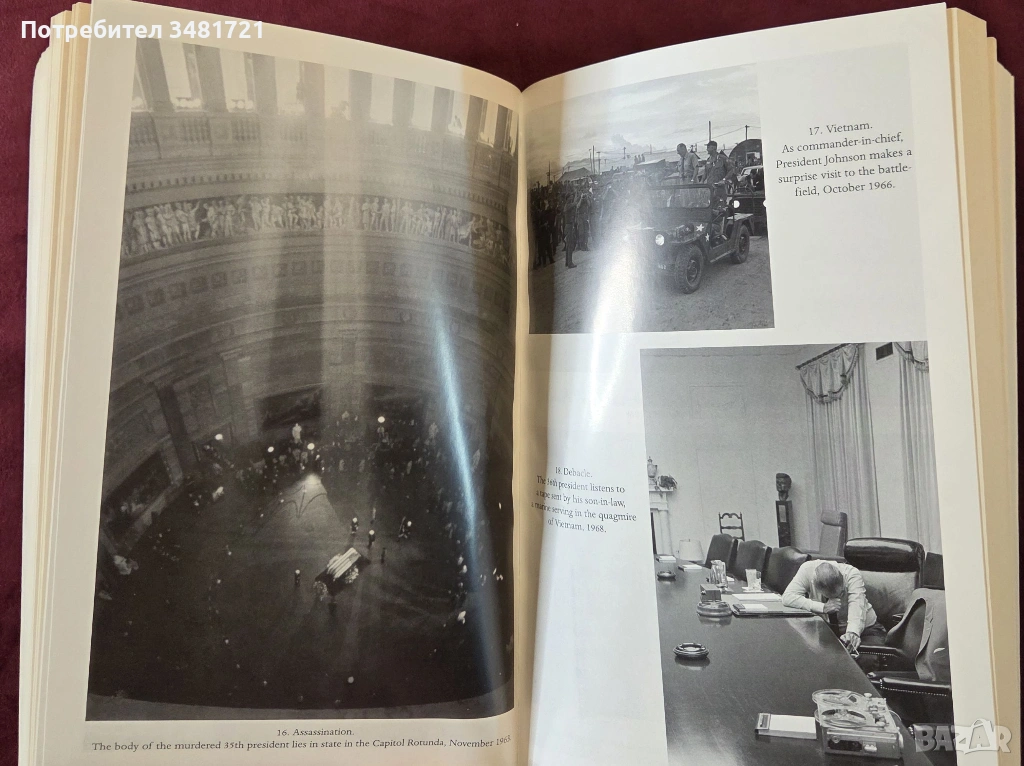 Потребител 3481721
16. Assassination.
The body of the murdered 35th president lies in state in the Capitol Rotunda, November 1963.
17. Vietnam.
As commander-in-chief,
President Johnson makes a
surprise visit to the battle-
field, October 1966.
18. Debacle.
The 36th president listens to
a tape sent by his son-in-law,
a marine serving in the quagmire
of Vietnam, 1968.
BAZAR